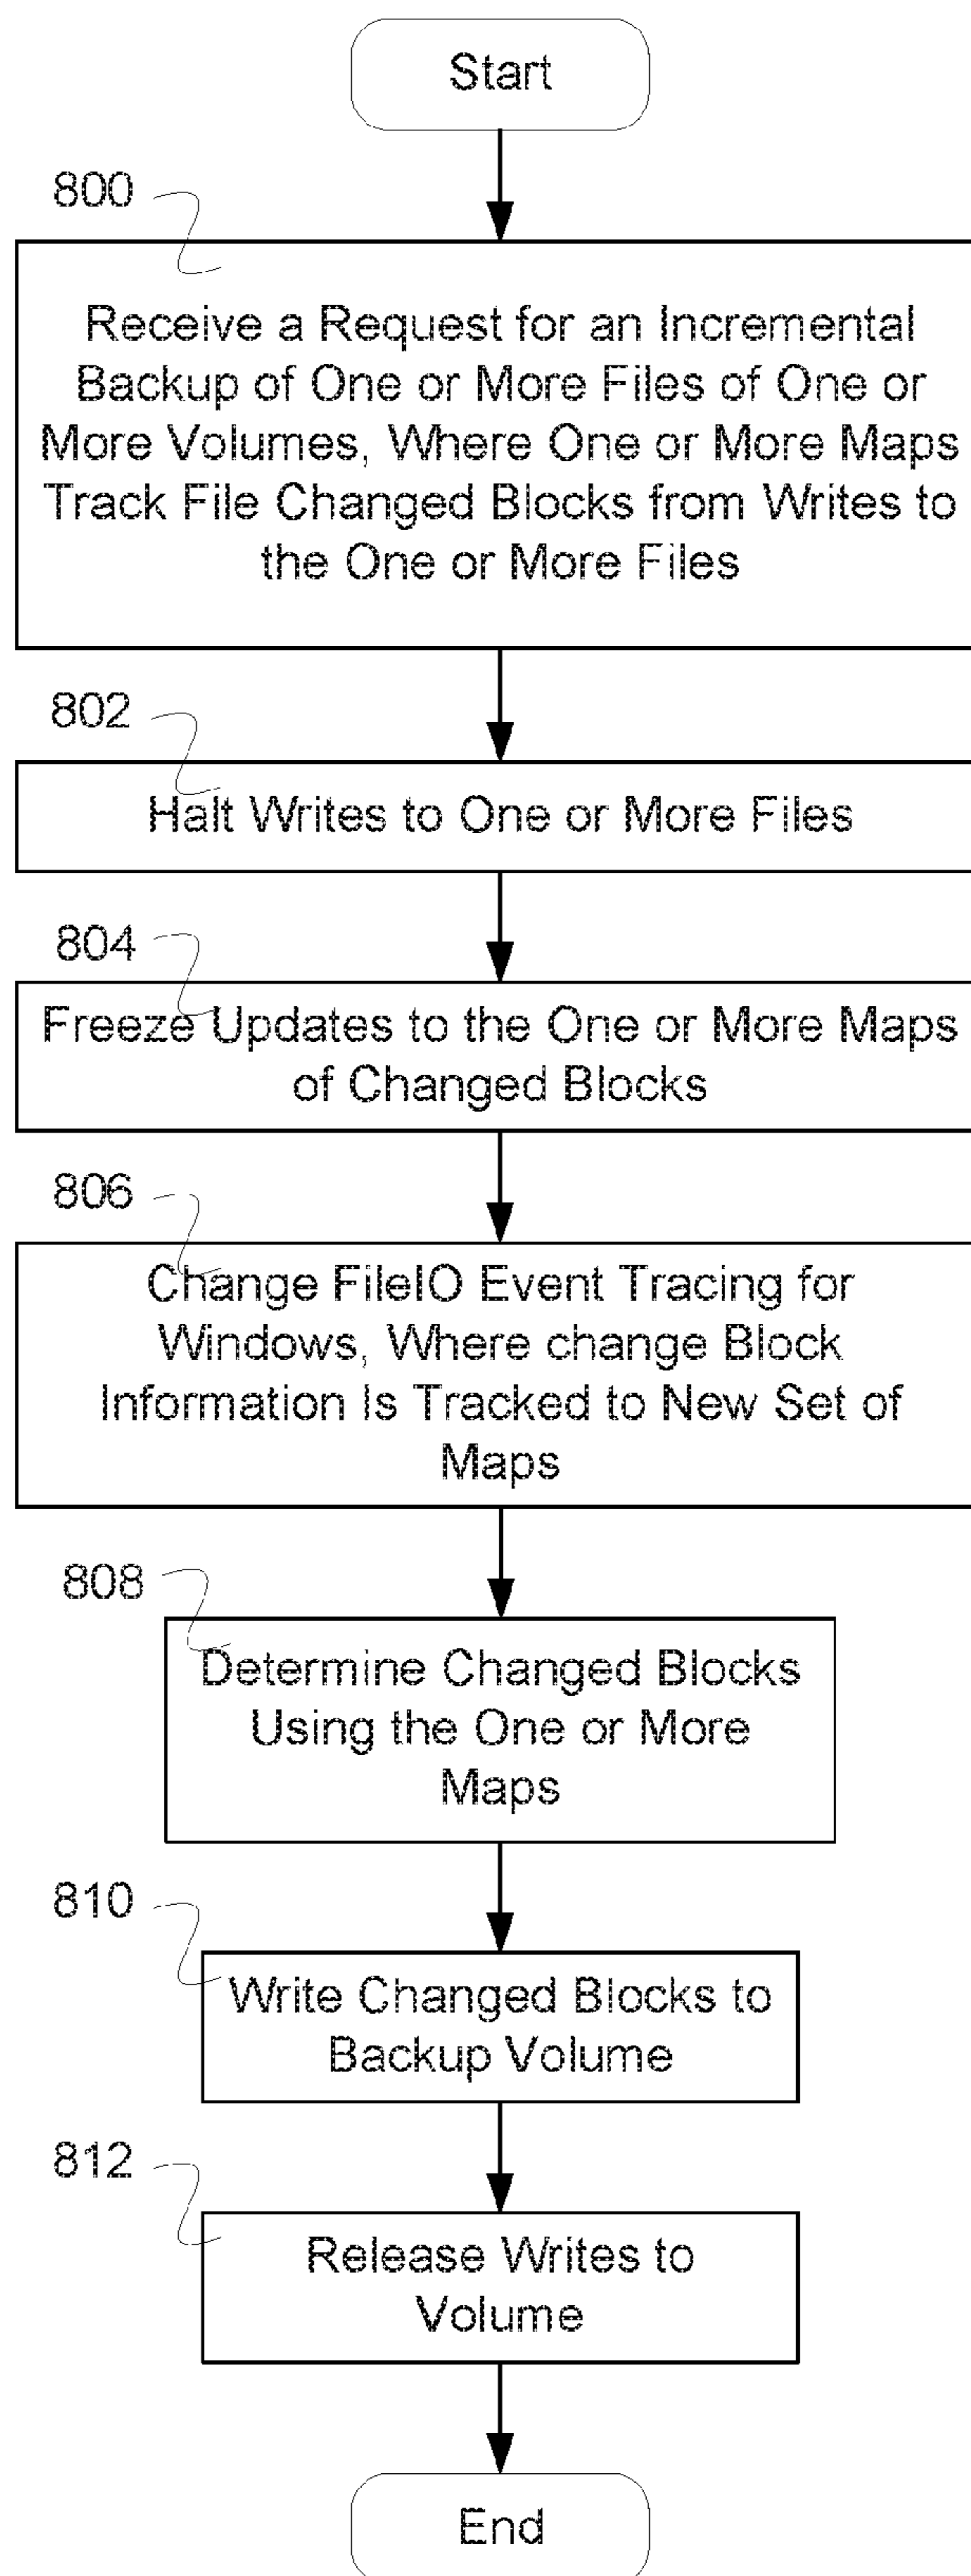 Start
800
Receive a Request for an Incremental
Backup of One or More Files of One or
More Volumes, Where One or More Maps
Track File Changed Blocks from Writes to
the One or More Files
802
Halt Writes to One or More Files
804
Freeze Updates to the One or More Maps
of Changed Blocks
806
Change FileIO Event Tracing for
Windows, Where change Block
Information Is Tracked to New Set of
Maps
808
Determine Changed Blocks
Using the One or More
Maps
810
Write Changed Blocks to
Backup Volume
812
Release Writes to
Volume
End